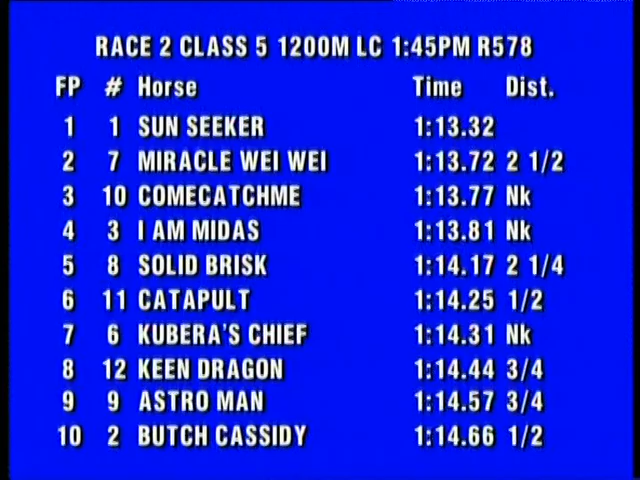 RACE 2 CLASS 5 1200M LC 1:45PM R578
FP # Horse Time Dist.
1 1 SUN SEEKER 1:13.32
2 7 MIRACLE WEI WEI 1:13.72 2 1/2
3 10 COMECATCHME 1:13.77 Nk
4 3 I AM MIDAS 1:13.81 Nk
5 8 SOLID BRISK 1:14.17 2 1/4
6 11 CATAPULT 1:14.25 1/2
7 6 KUBERA'S CHIEF 1:14.31 Nk
8 12 KEEN DRAGON 1:14.44 3/4
9 9 ASTRO MAN 1:14.57 3/4
10 2 BUTCH CASSIDY 1:14.66 1/2